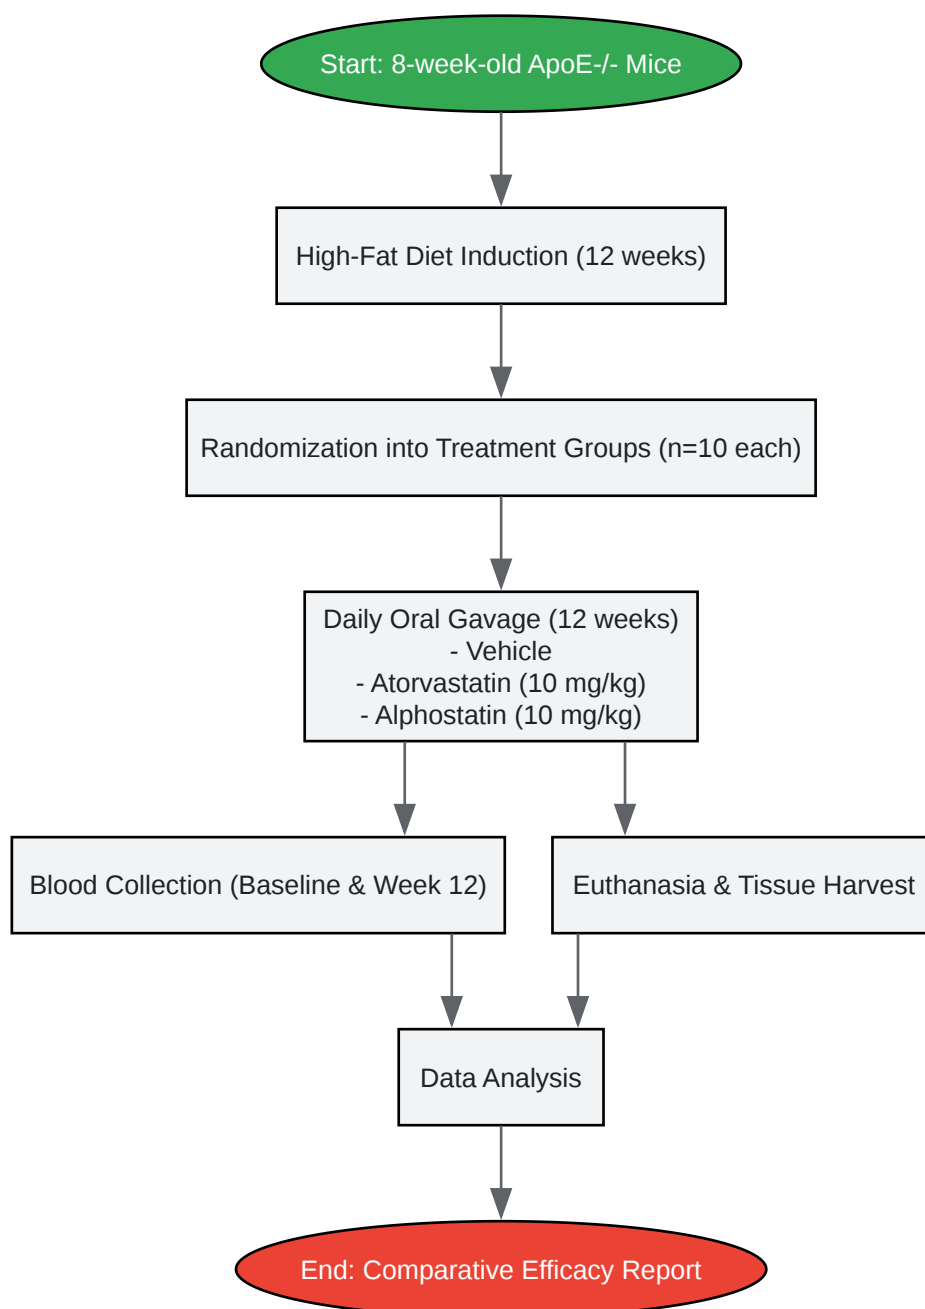 Start: 8-week-old ApoE-/- Mice
High-Fat Diet Induction (12 weeks)
Randomization into Treatment Groups (n=10 each)
Daily Oral Gavage (12 weeks)
- Vehicle
- Atorvastatin (10 mg/kg)
- Alphostatin (10 mg/kg)
Blood Collection (Baseline & Week 12)
Euthanasia & Tissue Harvest
Data Analysis
End: Comparative Efficacy Report